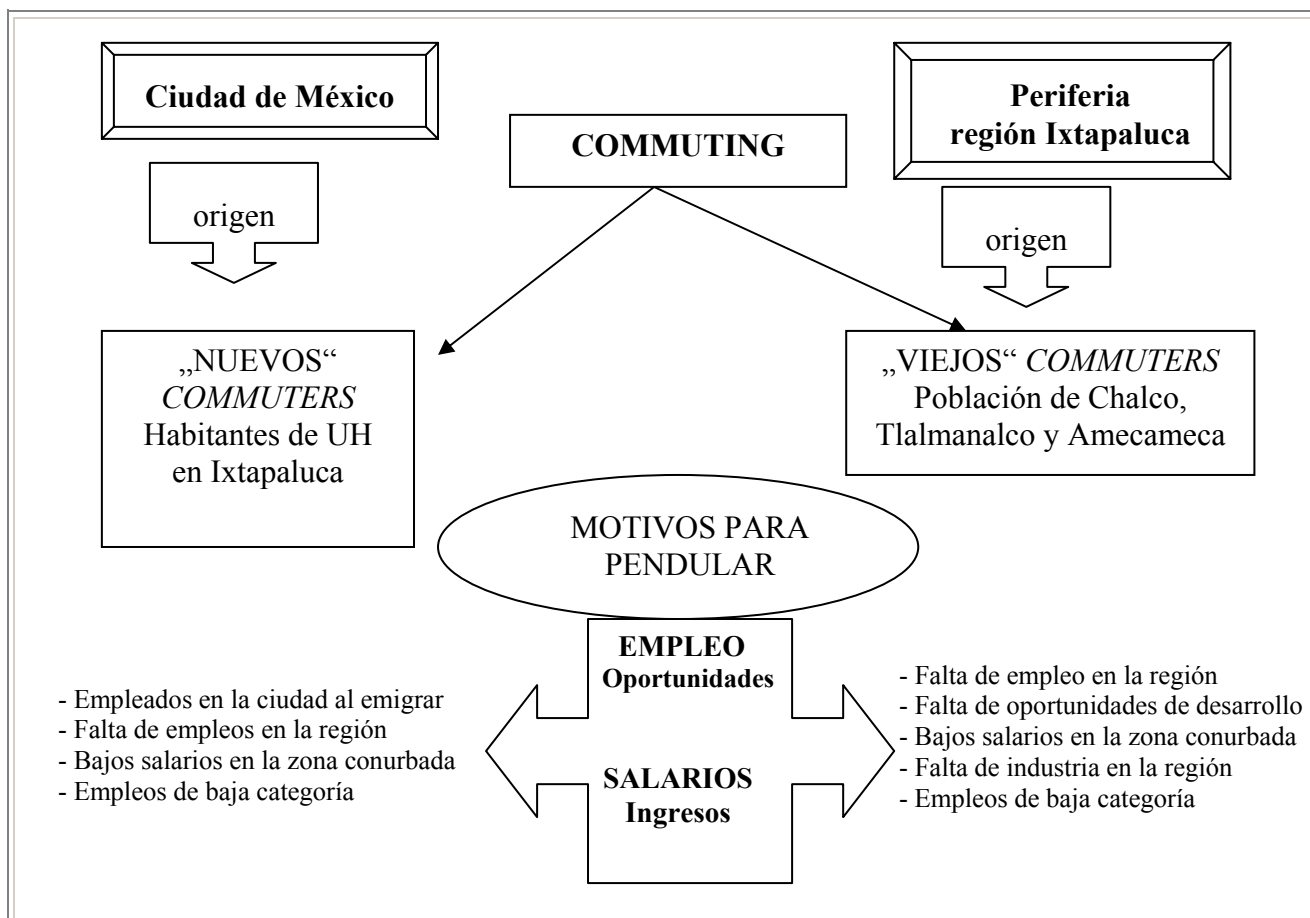 Ciudad de México
Periferia
región Ixtapaluca
COMMUTING
origen
origen
„NUEVOS“
COMMUTERS
Habitantes de UH
en Ixtapaluca
„VIEJOS“ COMMUTERS
Población de Chalco,
Tlalmanalco y Amecameca
MOTIVOS PARA
PENDULAR
EMPLEO
Oportunidades
SALARIOS
Ingresos
- Empleados en la ciudad al emigrar
- Falta de empleos en la región
- Bajos salarios en la zona conurbada
- Empleos de baja categoría
- Falta de empleo en la región
- Falta de oportunidades de desarrollo
- Bajos salarios en la zona conurbada
- Falta de industria en la región
- Empleos de baja categoría